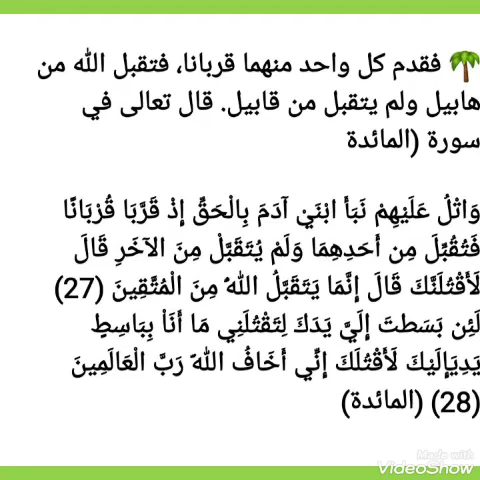 🌴 فقدم كل واحد منهما قربانا، فتقبل الله من
هابيل ولم يتقبل من قابيل. قال تعالى في
سورة (المائدة
وَاتْلُ عَلَيْهِمْ نَبَأَ ابْنَيْ آدَمَ بِالْحَقِّ إِذْ قَرَّبَا قُرْبَانًا
فَتُقُبِّلَ مِن أَحَدِهِمَا وَلَمْ يُتَقَبَّلْ مِنَ الآخَرِ قَالَ
لَأَقْتُلَنَّكَ قَالَ إِنَّمَا يَتَقَبَّلُ اللّهُ مِنَ الْمُتَّقِينَ (27)
لَئِن بَسَطتَ إِلَيَّ يَدَكَ لِتَقْتُلَنِي مَا أَنَاْ بِبَاسِطٍ
يَدِيَإِلَيْكَ لَأَقْتُلَكَ إِنِّي أَخَافُ اللّهَ رَبَّ الْعَالَمِينَ
(28) (المائدة)
Made with
VideoShow